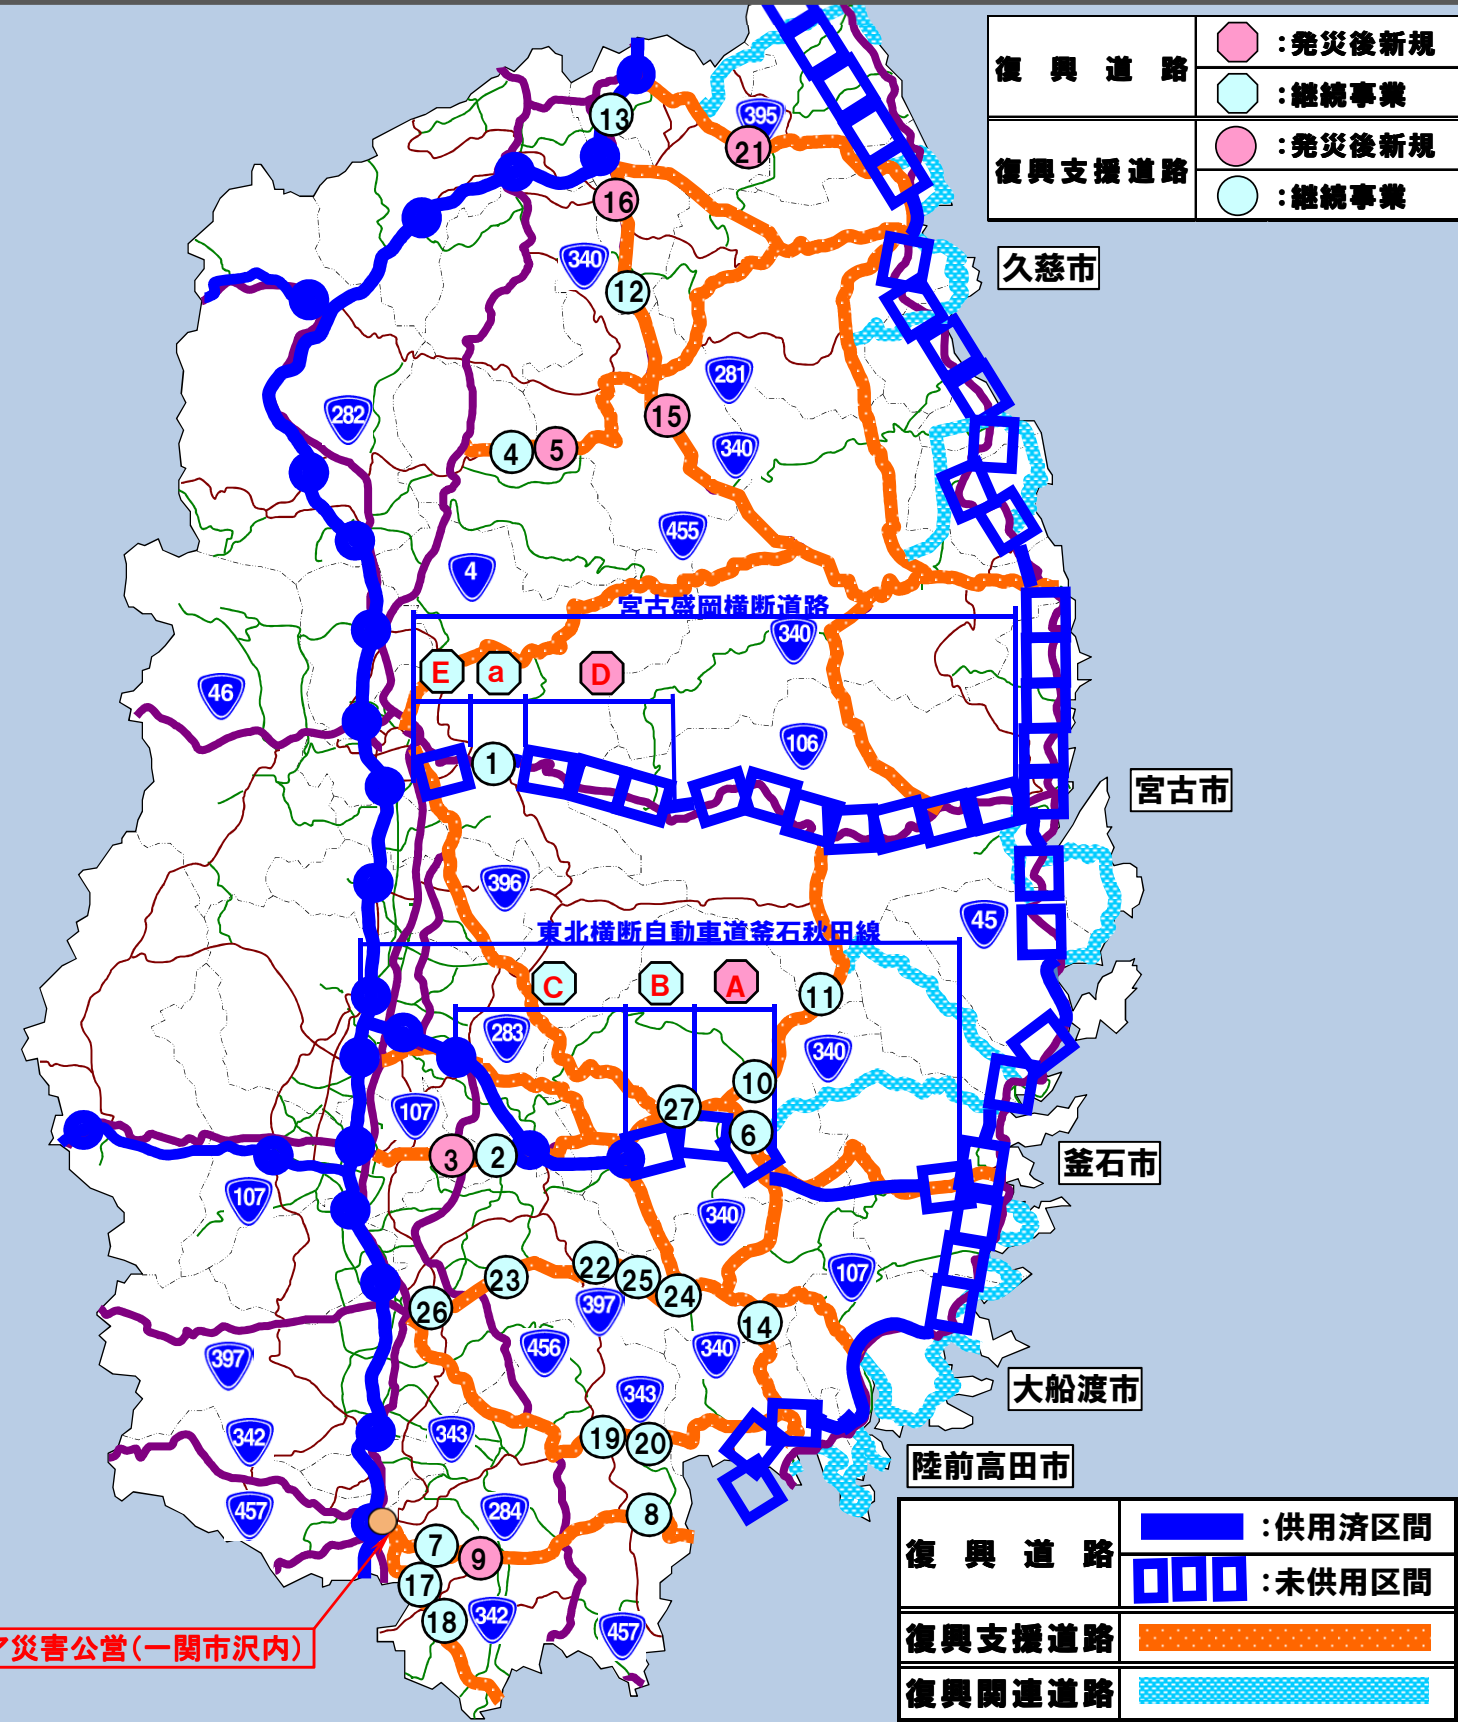 復興道路
:発災後新規
:継続事業
復興支援道路
:発災後新規
:継続事業
13
395
21
16
340
12
久慈市
281
282
15
340
4
5
455
4
宮古盛岡横断道路
340
E
a
D
46
106
1
宮古市
396
45
東北横断自動車道釜石秋田線
C
B
A
11
283
340
10
27
107
6
3
2
釜石市
107
340
22
23
25
107
24
26
397
14
456
340
397
343
大船渡市
342
343
19
20
陸前高田市
457
284
8
7
9
17
18
342
457
災害公営(一関市沢内)
復興道路
:供用済区間
:未供用区間
復興支援道路
復興関連道路